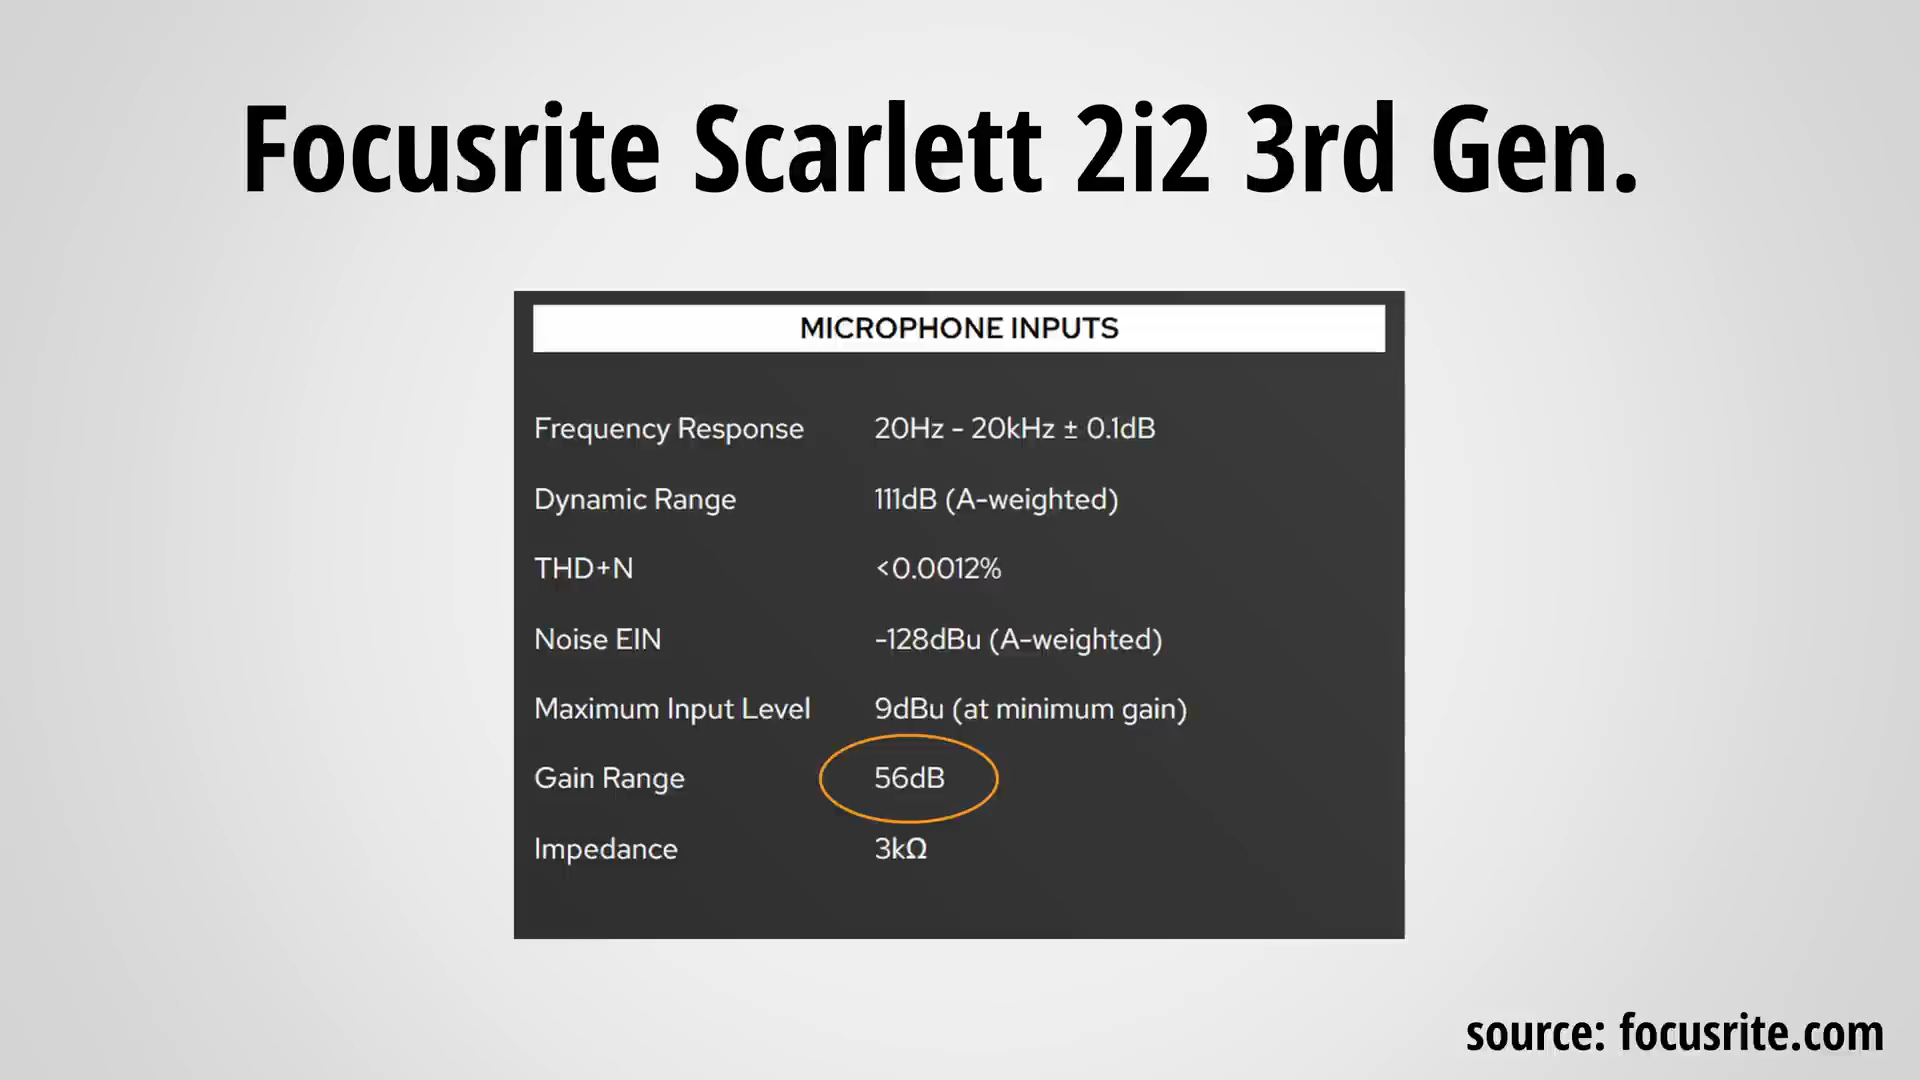 Focusrite Scarlett 2i2 3rd Gen.
MICROPHONE INPUTS
Frequency Response 20Hz - 20kHz ± 0.1dB
Dynamic Range 111dB (A-weighted)
THD+N <0.0012%
Noise EIN -128dBu (A-weighted)
Maximum Input Level 9dBu (at minimum gain)
Gain Range 56dB
Impedance 3kΩ
source: focusrite.com